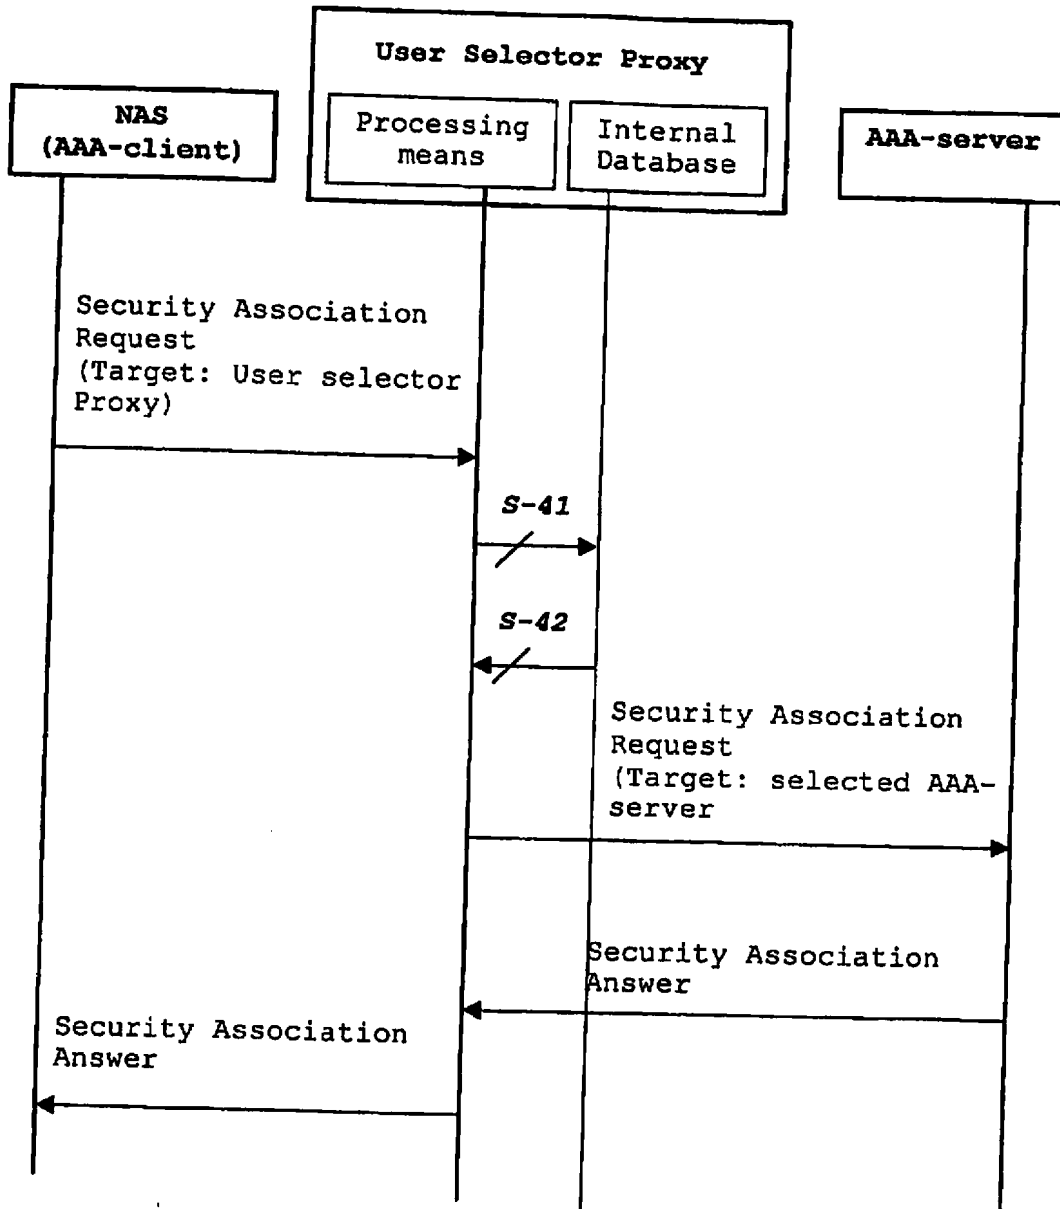 User Selector Proxy
NAS
(AAA-client)
Processing
means
Internal
Database
AAA-server
Security Association
Request
(Target: User selector
Proxy)
S-41
S-42
Security Association
Request
(Target: selected AAA-
server
Security Association
Answer
Security Association
Answer